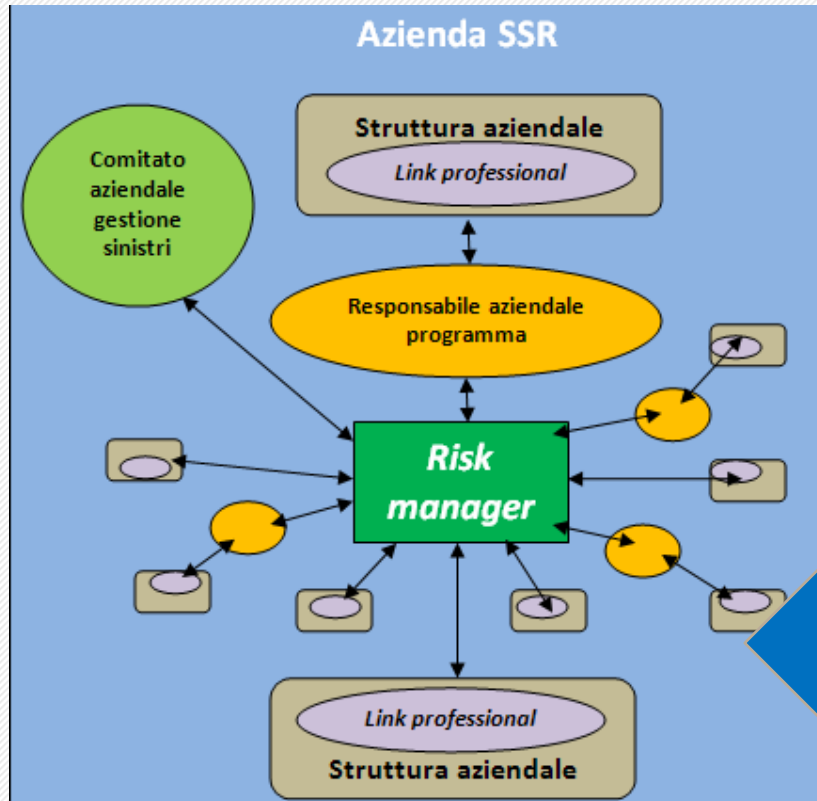 Azienda SSR
Comitato
aziendale
gestione
sinistri
Struttura aziendale
Link professional
Responsabile aziendale
programma
Risk
manager
Link professional
Struttura aziendale